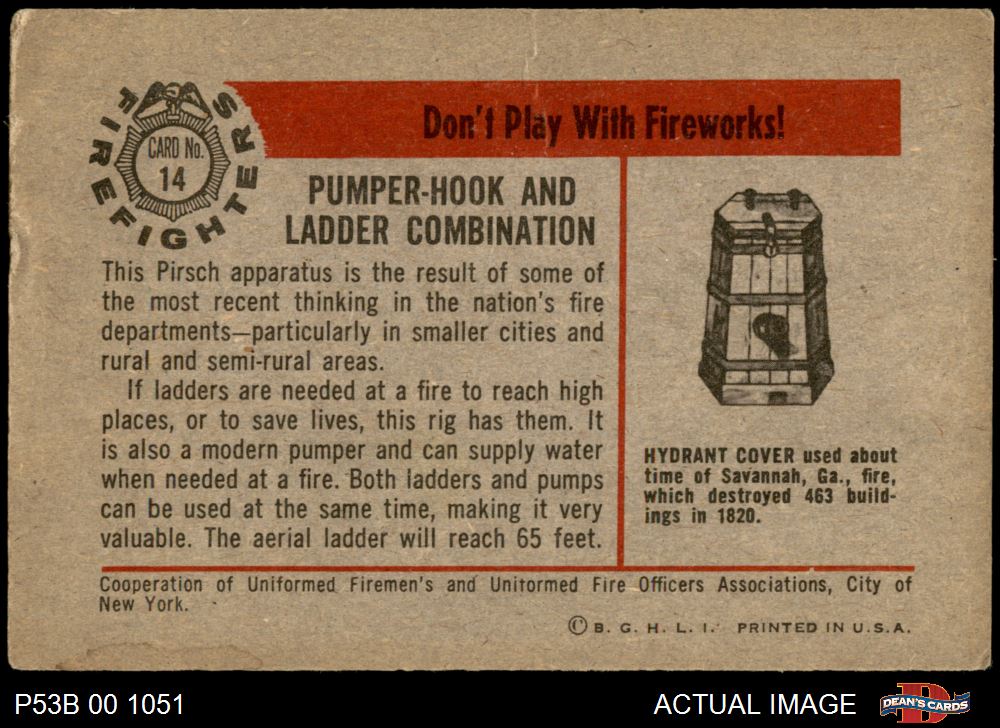 FIREFIGHTERS
CARD No.
14
Don't Play With Fireworks!
PUMPER-HOOK AND
LADDER COMBINATION
This Pirsch apparatus is the result of some of
the most recent thinking in the nation's fire
departments—particularly in smaller cities and
rural and semi-rural areas.
If ladders are needed at a fire to reach high
places, or to save lives, this rig has them. It
is also a modern pumper and can supply water
when needed at a fire. Both ladders and pumps
can be used at the same time, making it very
valuable. The aerial ladder will reach 65 feet.
HYDRANT COVER used about
time of Savannah, Ga., fire,
which destroyed 463 build-
ings in 1820.
Cooperation of Uniformed Firemen's and Unitormed Fire Officers Associations, City of
New York.
© B. G. H. L. I. PRINTED IN U.S.A.
P53B 00 1051
ACTUAL IMAGE
D
DEAN'S CARDS